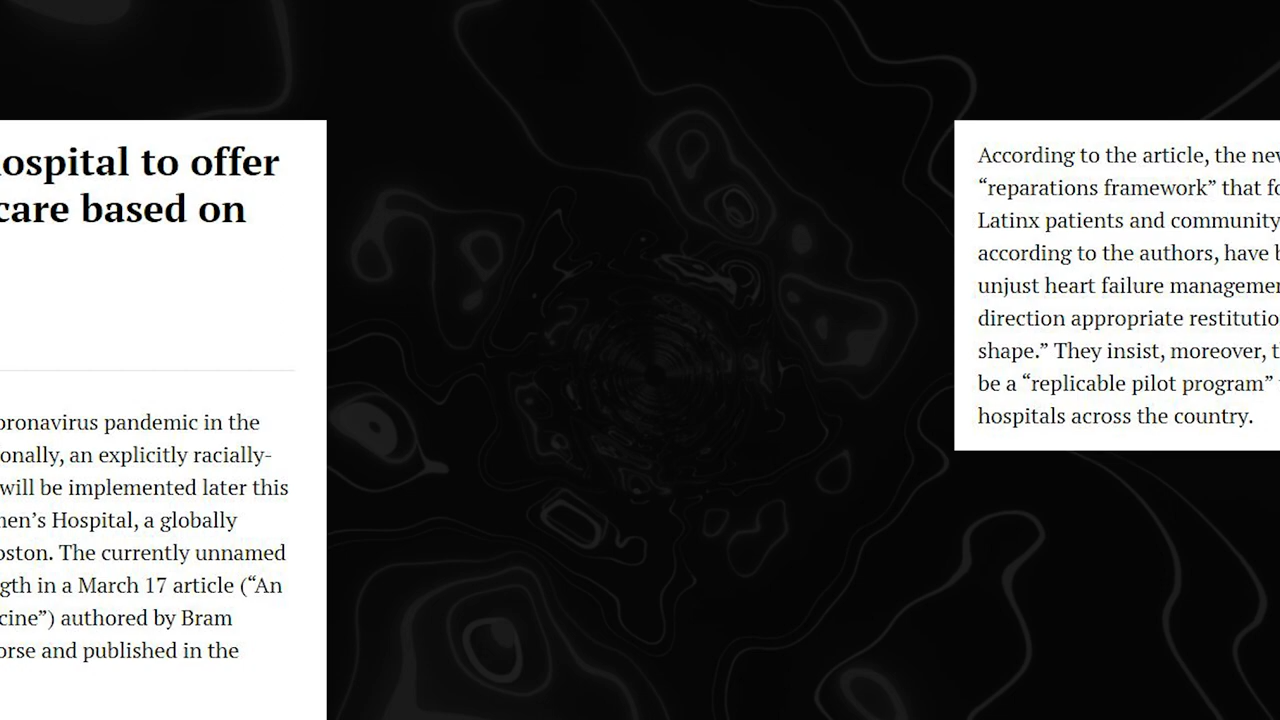 ospital to offer
care based on
oronavirus pandemic in the
onally, an explicitly racially-
will be implemented later this
nen's Hospital, a globally
oston. The currently unnamed
gth in a March 17 article (“An
cine”) authored by Bram
orse and published in the
According to the article, the nev
“reparations framework” that fo
Latinx patients and community
according to the authors, have b
unjust heart failure managemen
direction appropriate restitutio
shape.” They insist, moreover, t
be a “replicable pilot program”
hospitals across the country.